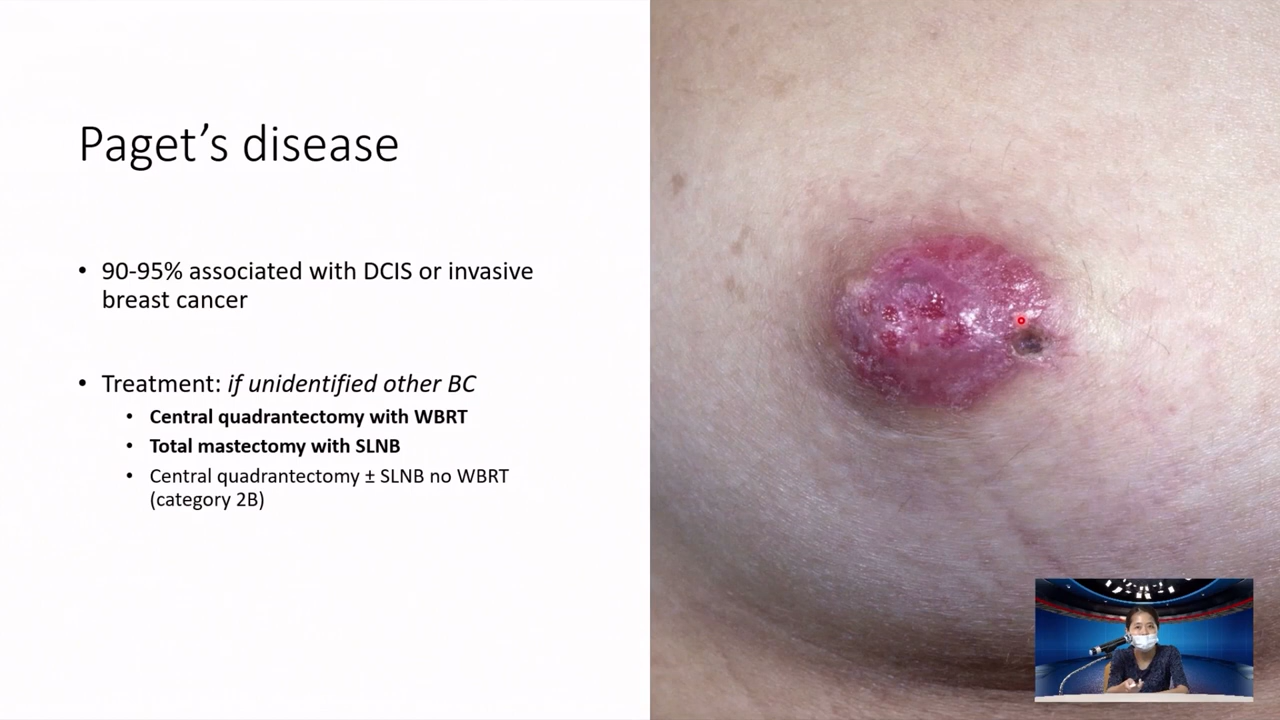 Paget’s disease
• 90-95% associated with DCIS or invasive
breast cancer
• Treatment: if unidentified other BC
• Central quadrantectomy with WBRT
• Total mastectomy with SLNB
• Central quadrantectomy ± SLNB no WBRT
(category 2B)